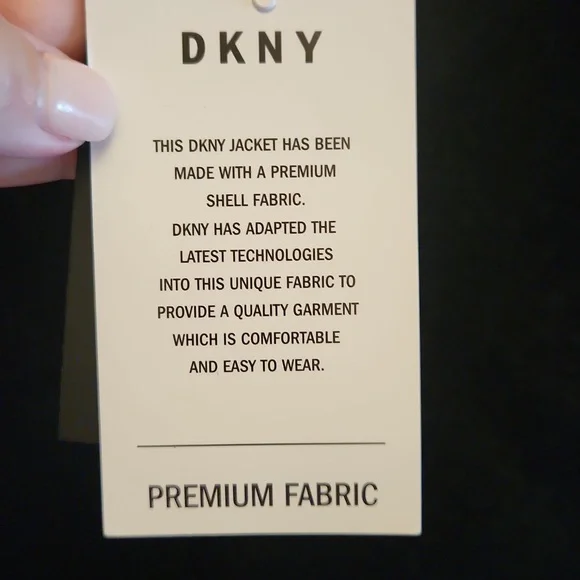 DKNY
THIS DKNY JACKET HAS BEEN
MADE WITH A PREMIUM
SHELL FABRIC.
DKNY HAS ADAPTED THE
LATEST TECHNOLOGIES
INTO THIS UNIQUE FABRIC TO
PROVIDE A QUALITY GARMENT
WHICH IS COMFORTABLE
AND EASY TO WEAR.
PREMIUM FABRIC